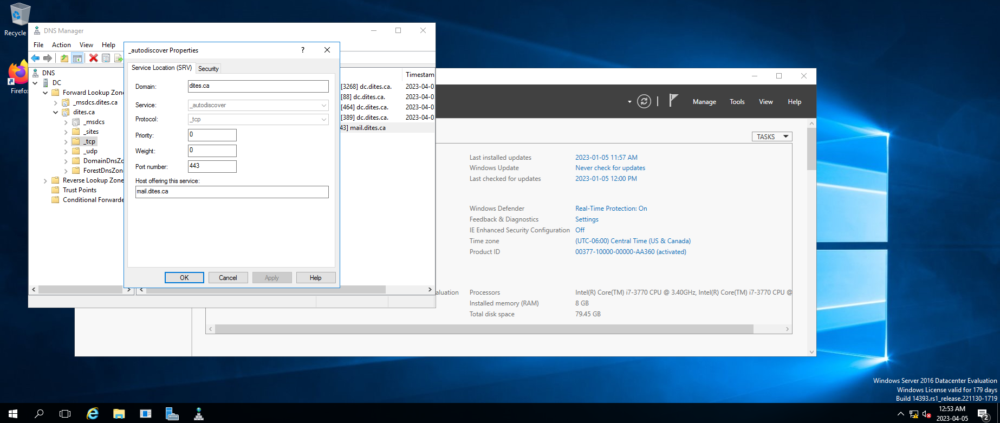 Recycle
Firefo
DNS Manager
File Action View Help
DNS
DC
Forward Lookup Zone
_msdcs.dites.ca
dites.ca
_msdcs
_sites
_tcp
_udp
DomainDnsZo
ForestDnsZon
Reverse Lookup Zone
Trust Points
Conditional Forwarde
_autodiscover Properties
?
Service Location (SRV) Security
Domain: dites.ca
Service: _autodiscover
Protocol: _tcp
Priority: 0
Weight: 0
Port number: 443
Host offering this service:
mail.dites.ca
OK Cancel Apply Help
Timestam
[3268] dc.dites.ca. 2023-04-0
[88] dc.dites.ca. 2023-04-0
[464] dc.dites.ca. 2023-04-0
[389] dc.dites.ca. 2023-04-0
43] mail.dites.ca
Manage Tools View Help
TASKS
Last installed updates 2023-01-05 11:57 AM
Windows Update Never check for updates
Last checked for updates 2023-01-05 12:00 PM
Windows Defender Real-Time Protection: On
Feedback & Diagnostics Settings
IE Enhanced Security Configuration Off
Time zone (UTC-06:00) Central Time (US & Canada)
Product ID 00377-10000-00000-AA360 (activated)
aluation Processors Intel(R) Core(TM) i7-3770 CPU @ 3.40GHz, Intel(R) Core(TM) i7-3770 CPU @
Installed memory (RAM) 8 GB
Total disk space 79.45 GB
Windows Server 2016 Datacenter Evaluation
Windows License valid for 179 days
Build 14393.rs1_release.221130-1719
12:53 AM
2023-04-05
2